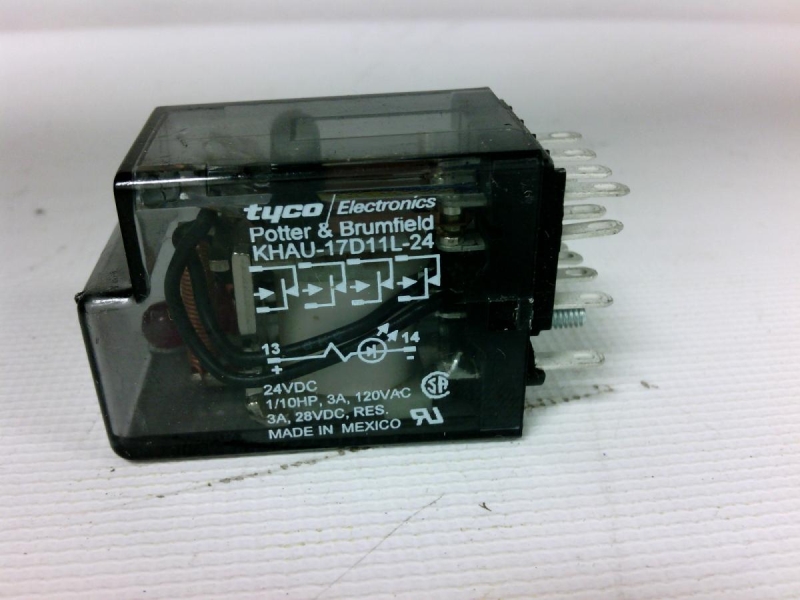 tyco / Electronics
Potter & Brumfield
KHAU-17D11L-24
13 14
+ -
24VDC
1/10HP, 3A, 120VAC
3A, 28VDC, RES.
MADE IN MEXICO